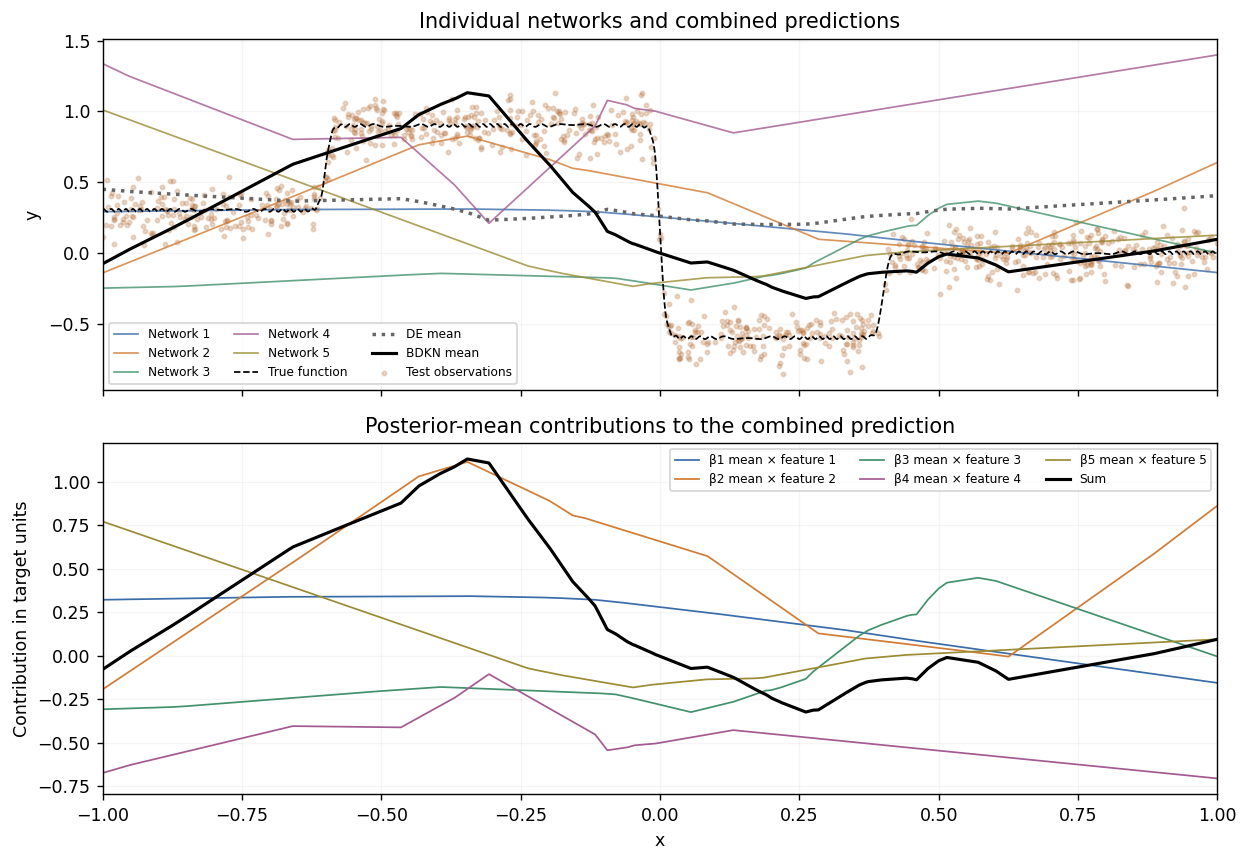 Individual networks and combined predictions
1.5
1.0
0.5
0.0
−0.5
y
Network 1
Network 2
Network 3
Network 4
Network 5
True function
DE mean
BDKN mean
Test observations
Posterior-mean contributions to the combined prediction
1.00
0.75
0.50
0.25
0.00
−0.25
−0.50
−0.75
Contribution in target units
β1 mean × feature 1
β2 mean × feature 2
β3 mean × feature 3
β4 mean × feature 4
β5 mean × feature 5
Sum
−1.00 −0.75 −0.50 −0.25 0.00 0.25 0.50 0.75 1.00
x